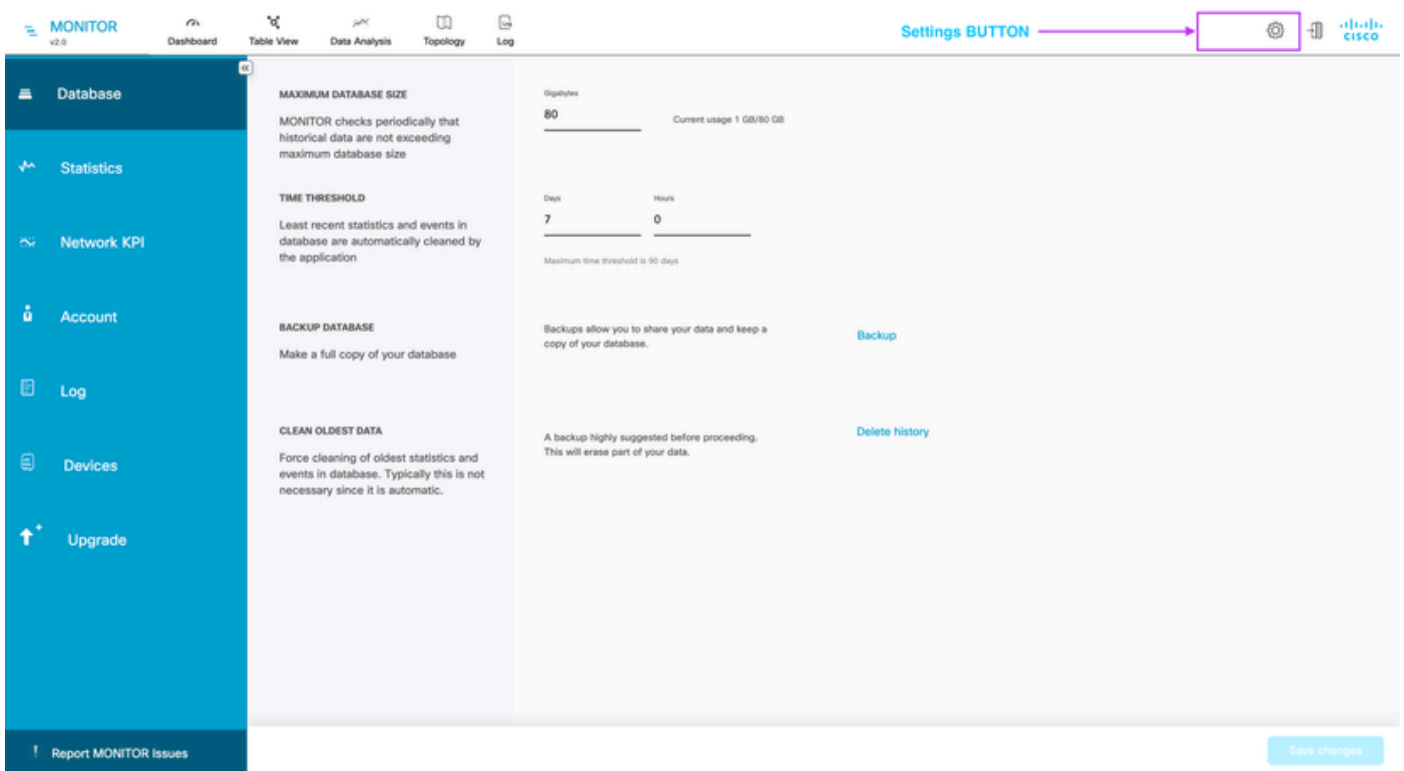 MONITOR
v2.0
Dashboard
Table View
Data Analysis
Topology
Log
Settings BUTTON
CISCO
Database
Statistics
Network KPI
Account
Log
Devices
Upgrade
Report MONITOR Issues
MAXIMUM DATABASE SIZE
MONITOR checks periodically that
historical data are not exceeding
maximum database size
Gigabytes
80
Current usage 1 GB/80 GB
TIME THRESHOLD
Least recent statistics and events in
database are automatically cleaned by
the application
Days
Hours
7
0
Maximum time threshold is 90 days
BACKUP DATABASE
Make a full copy of your database
Backups allow you to share your data and keep a
copy of your database.
Backup
CLEAN OLDEST DATA
Force cleaning of oldest statistics and
events in database. Typically this is not
necessary since it is automatic.
A backup highly suggested before proceeding.
This will erase part of your data.
Delete history
Save changes